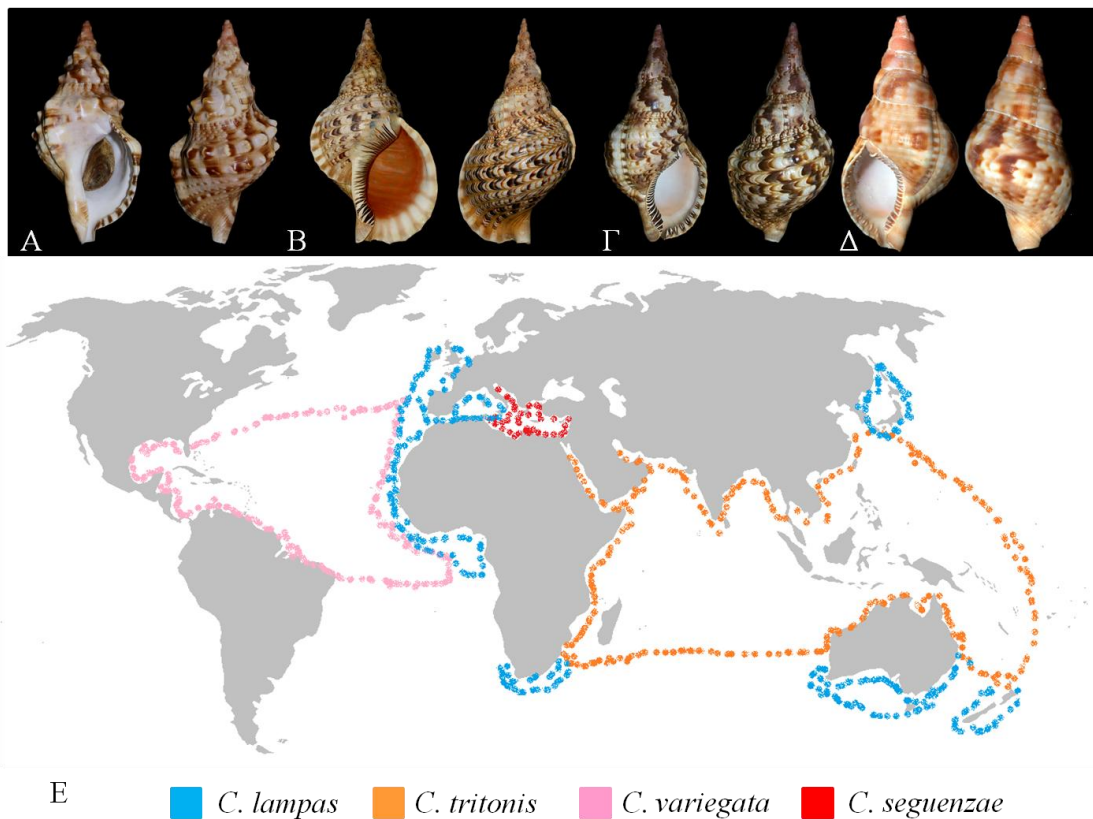 Α Β Γ Δ
Ε C. lampas C. tritonis C. variegata C. seguenzae